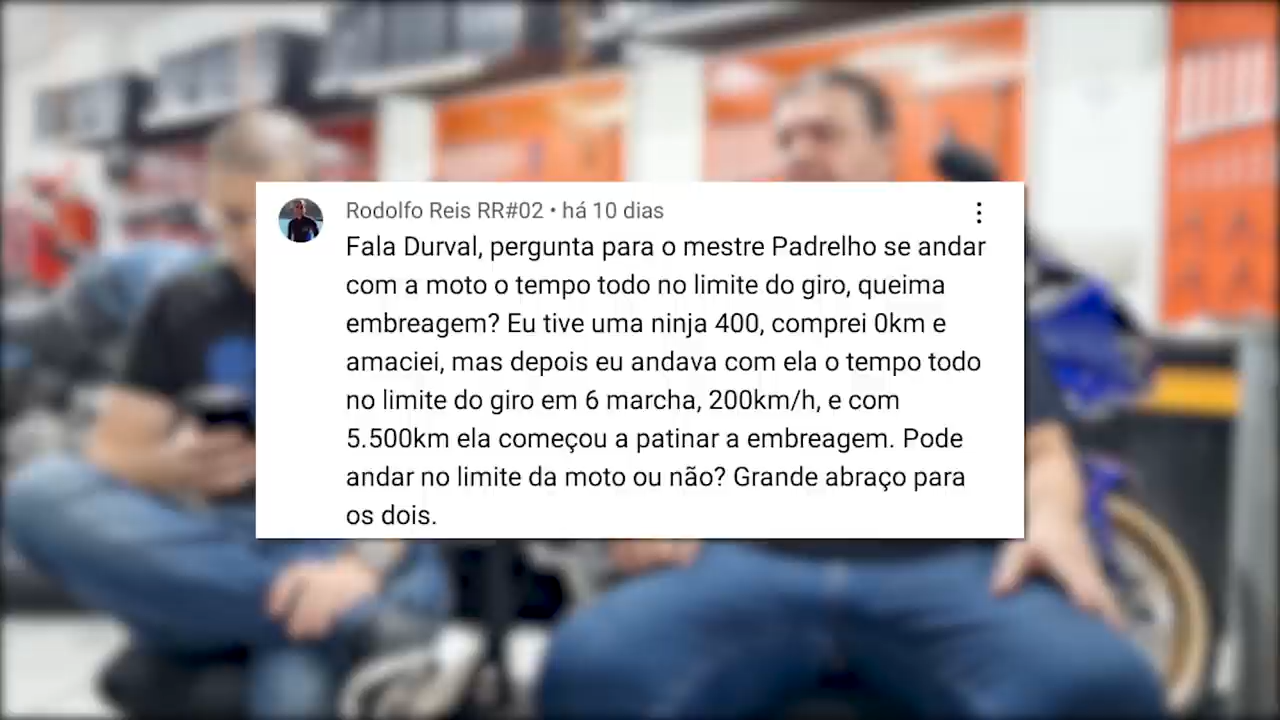 Rodolfo Reis RR#02 • há 10 dias
Fala Durval, pergunta para o mestre Padrelho se andar
com a moto o tempo todo no limite do giro, queima
embreagem? Eu tive uma ninja 400, comprei 0km e
amaciei, mas depois eu andava com ela o tempo todo
no limite do giro em 6 marcha, 200km/h, e com
5.500km ela começou a patinar a embreagem. Pode
andar no limite da moto ou não? Grande abraço para
os dois.